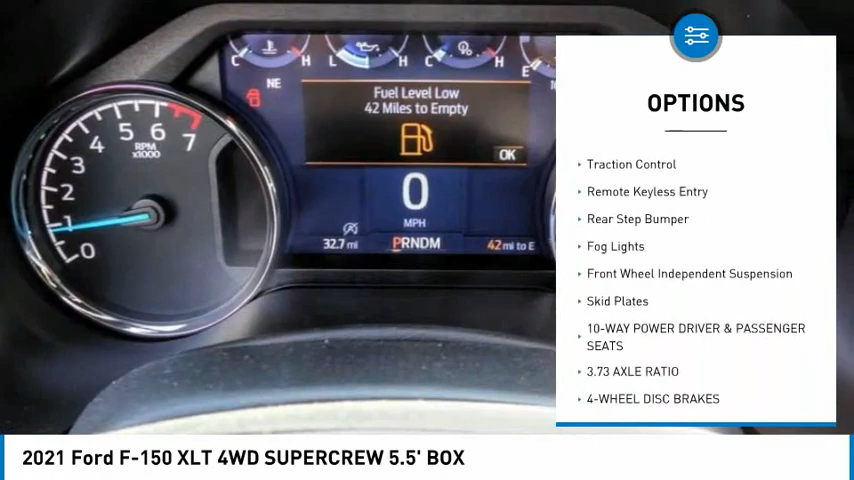 C H L H C H E
NE
Fuel Level Low
42 Miles to Empty
OK
0
MPH
32.7 mi PRNDM 42 mi to E
0 1 2 3 4 5 6 7
RPM
x1000
OPTIONS
Traction Control
Remote Keyless Entry
Rear Step Bumper
Fog Lights
Front Wheel Independent Suspension
Skid Plates
10-WAY POWER DRIVER & PASSENGER
SEATS
3.73 AXLE RATIO
4-WHEEL DISC BRAKES
2021 Ford F-150 XLT 4WD SUPERCREW 5.5' BOX